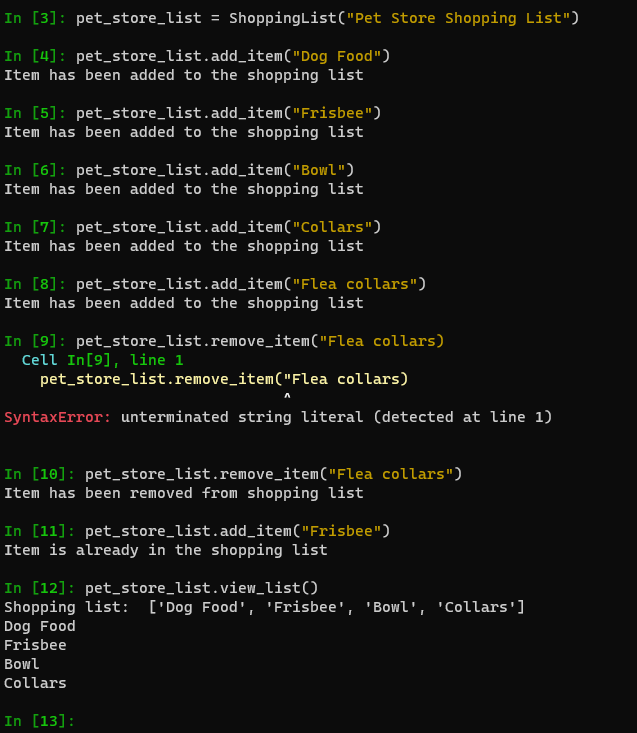 In [3]: pet_store_list = ShoppingList("Pet Store Shopping List")
In [4]: pet_store_list.add_item("Dog Food")
Item has been added to the shopping list
In [5]: pet_store_list.add_item("Frisbee")
Item has been added to the shopping list
In [6]: pet_store_list.add_item("Bowl")
Item has been added to the shopping list
In [7]: pet_store_list.add_item("Collars")
Item has been added to the shopping list
In [8]: pet_store_list.add_item("Flea collars")
Item has been added to the shopping list
In [9]: pet_store_list.remove_item("Flea collars)
  Cell In[9], line 1
    pet_store_list.remove_item("Flea collars)
                               ^
SyntaxError: unterminated string literal (detected at line 1)
In [10]: pet_store_list.remove_item("Flea collars")
Item has been removed from shopping list
In [11]: pet_store_list.add_item("Frisbee")
Item is already in the shopping list
In [12]: pet_store_list.view_list()
Shopping list:  ['Dog Food', 'Frisbee', 'Bowl', 'Collars']
Dog Food
Frisbee
Bowl
Collars
In [13]: